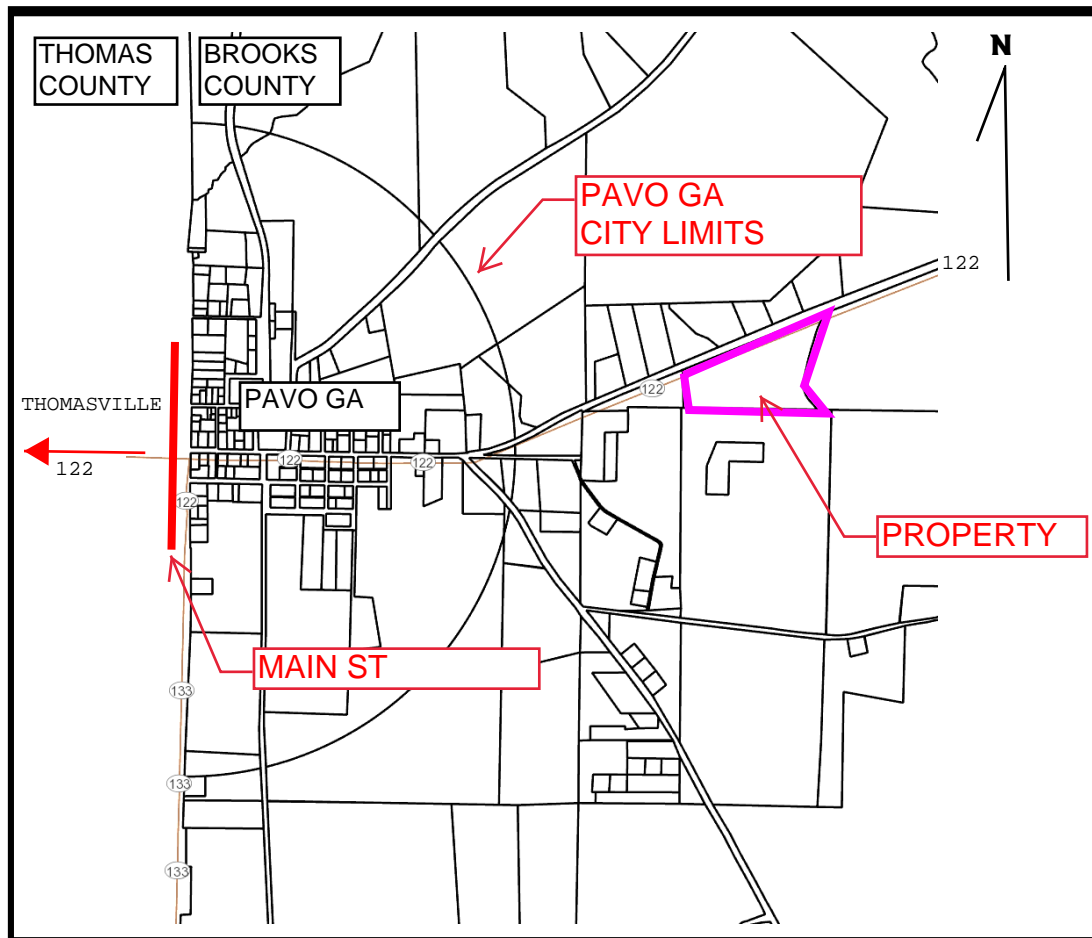 THOMAS
COUNTY
BROOKS
COUNTY
N
PAVO GA
CITY LIMITS
122
122
THOMASVILLE
PAVO GA
122
122
122
122
PROPERTY
MAIN ST
133
133
133